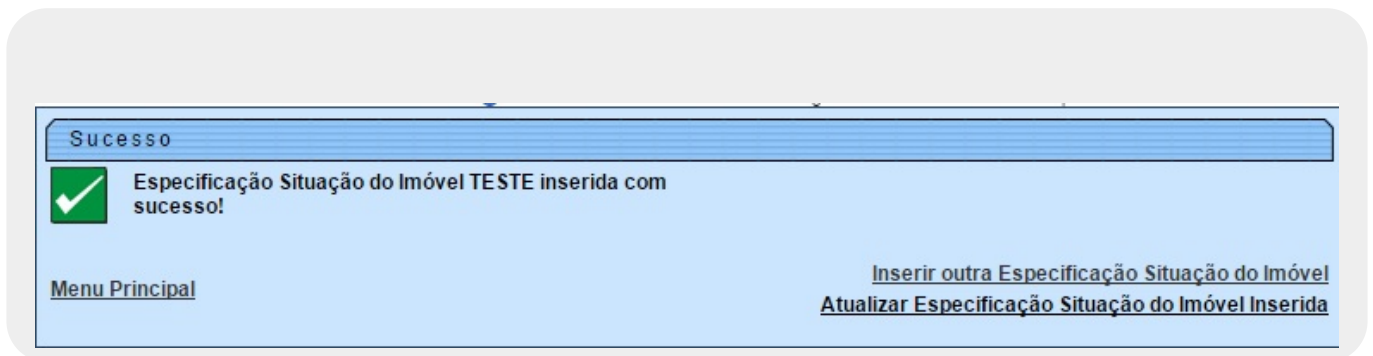 Sucesso
Especificação Situação do Imóvel TESTE inserida com
sucesso!
Inserir outra Especificação Situação do Imóvel
Menu Principal
Atualizar Especificação Situação do Imóvel Inserida